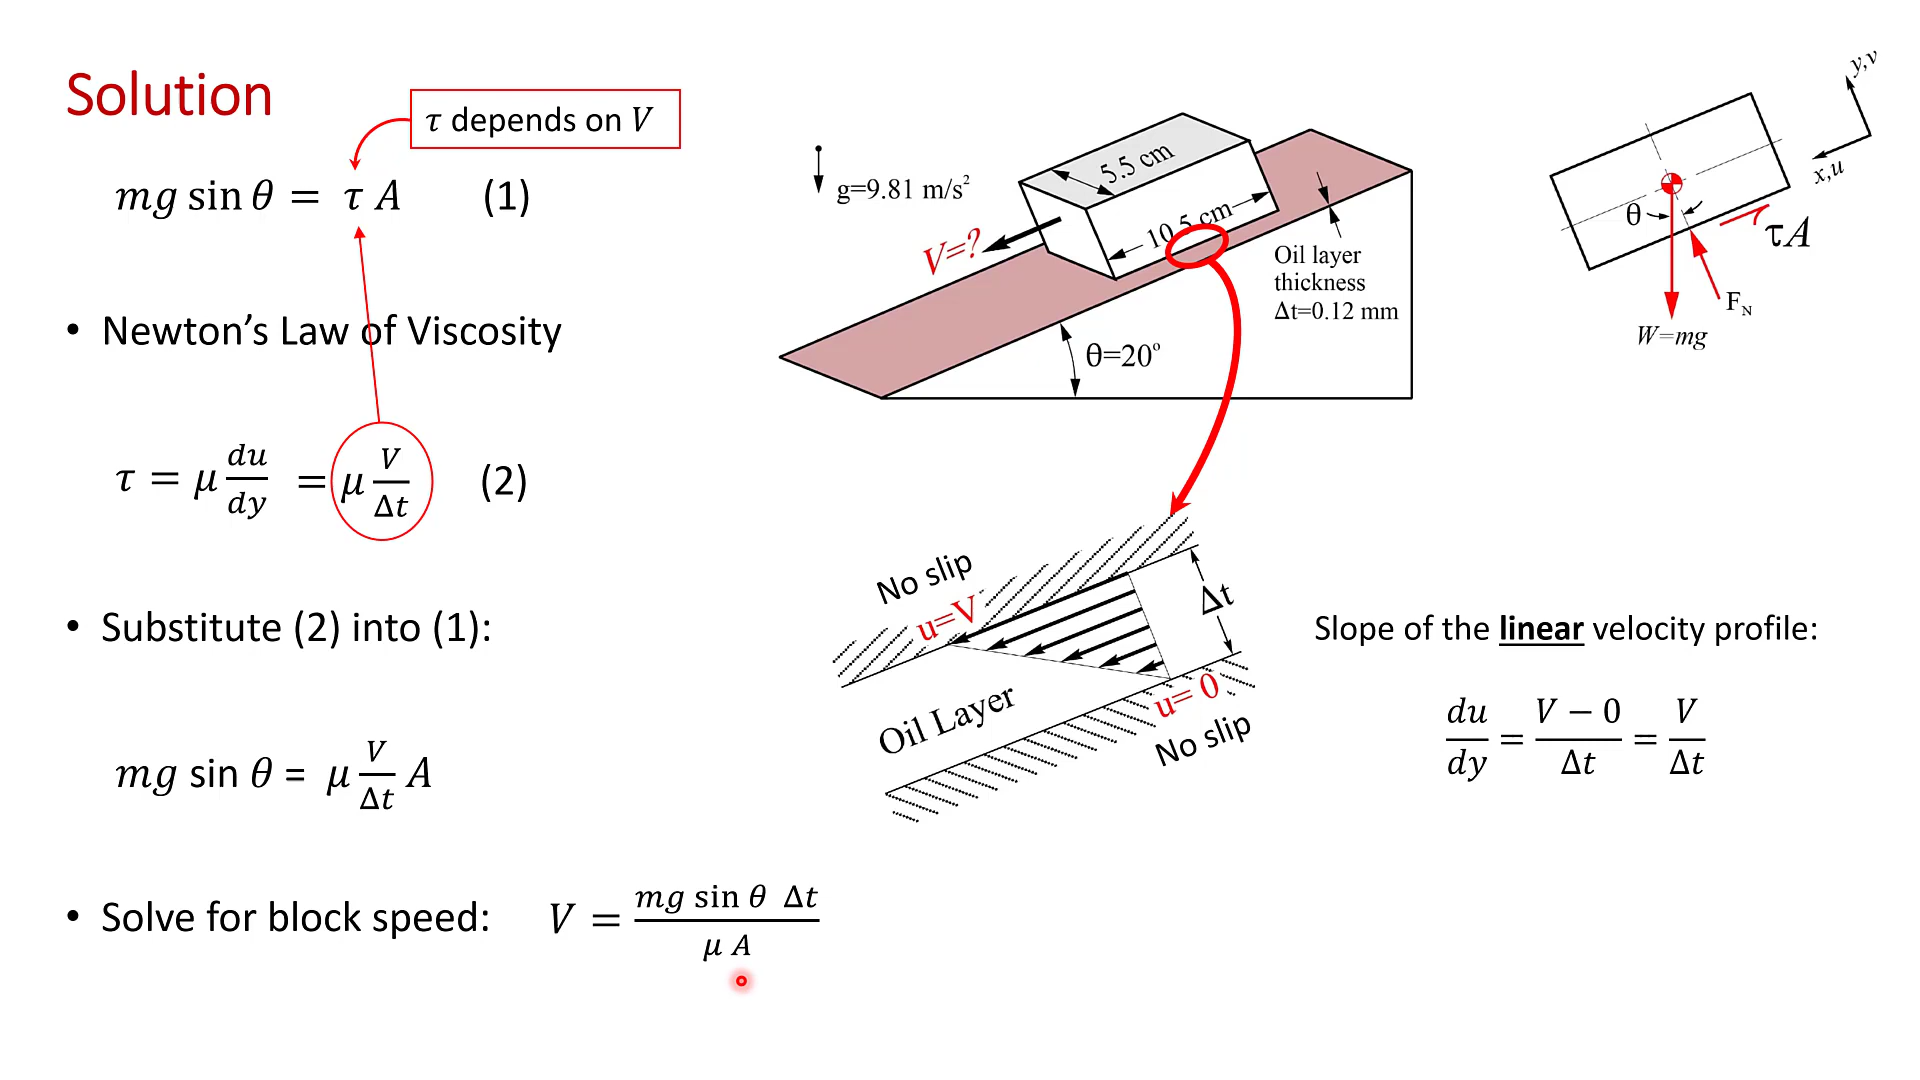 Solution
τ depends on V
mg sin θ = τ A (1)
• Newton's Law of Viscosity
τ = μ du/dy = μ V/Δt (2)
• Substitute (2) into (1):
mg sin θ = μ V/Δt A
• Solve for block speed: V = mg sin θ Δt / μ A
g=9.81 m/s²
5.5 cm
10.5 cm
V=?
Oil layer
thickness
Δt=0.12 mm
θ=20°
y,v
x,u
θ
τA
F_N
W=mg
No slip
u=V
Δt
Oil Layer
u= 0
No slip
Slope of the linear velocity profile:
du/dy = V − 0/Δt = V/Δt